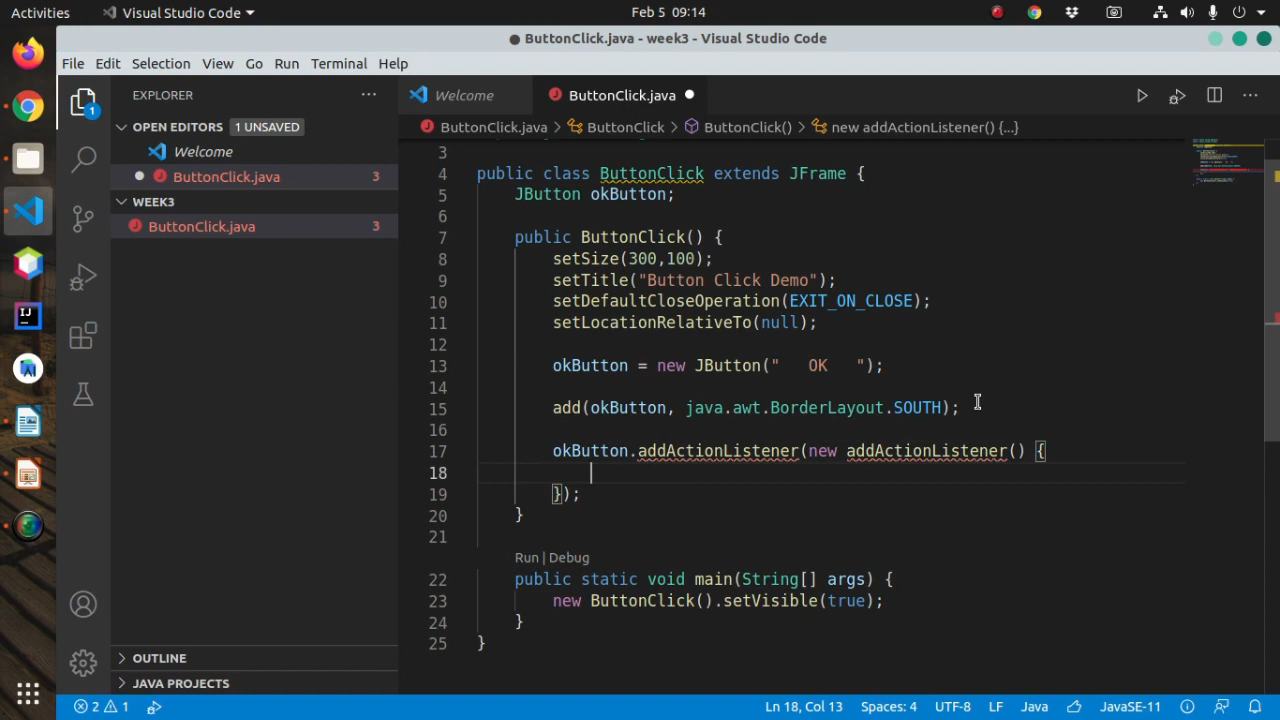 Activities Visual Studio Code Feb 5 09:14
ButtonClick.java - week3 - Visual Studio Code
File Edit Selection View Go Run Terminal Help
EXPLORER
Welcome
ButtonClick.java
OPEN EDITORS 1 UNSAVED
ButtonClick.java ButtonClick ButtonClick() new addActionListener() {...}
Welcome
ButtonClick.java 3
WEEK3
ButtonClick.java 3
3
4 public class ButtonClick extends JFrame {
5 JButton okButton;
6
7 public ButtonClick() {
8 setSize(300,100);
9 setTitle("Button Click Demo");
10 setDefaultCloseOperation(EXIT_ON_CLOSE);
11 setLocationRelativeTo(null);
12
13 okButton = new JButton("   OK   ");
14
15 add(okButton, java.awt.BorderLayout.SOUTH);
16
17 okButton.addActionListener(new addActionListener() {
18
19 });
20 }
21
Run | Debug
22 public static void main(String[] args) {
23 new ButtonClick().setVisible(true);
24 }
25 }
OUTLINE
JAVA PROJECTS
1
IJ
2 1 Ln 18, Col 13 Spaces: 4 UTF-8 LF Java JavaSE-11